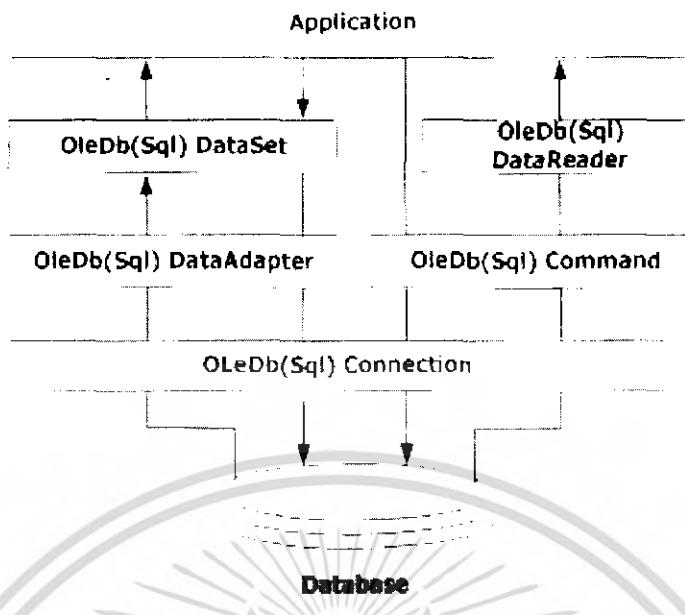 Application
OleDb(Sql) DataSet
OleDb(Sql)
DataReader
OleDb(Sql) DataAdapter
OleDb(Sql) Command
OLeDb(Sql) Connection
Database